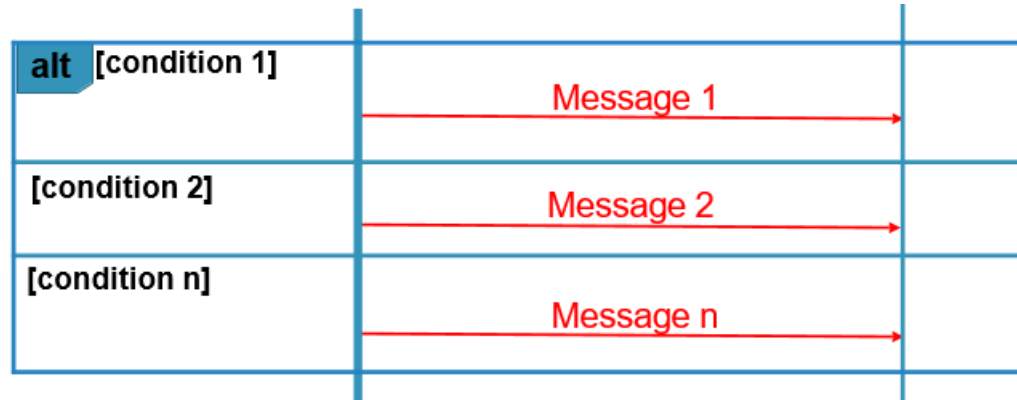 alt [condition 1]
Message 1
[condition 2]
Message 2
[condition n]
Message n